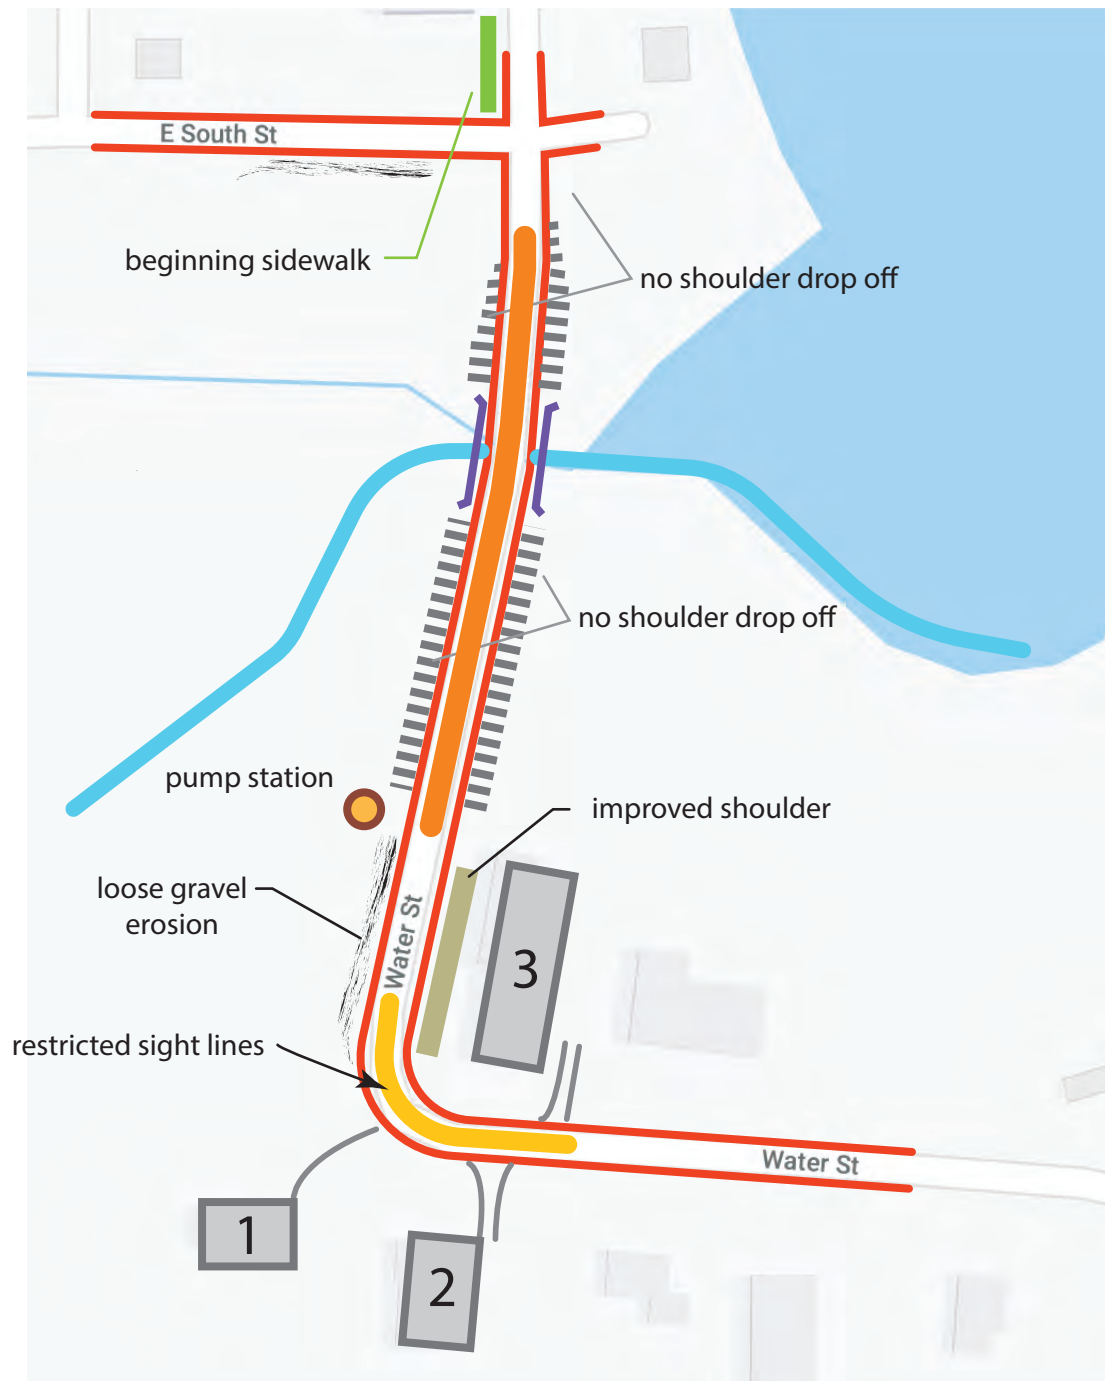 E South St
beginning sidewalk
no shoulder drop off
no shoulder drop off
pump station
improved shoulder
loose gravel
erosion
Water St
3
restricted sight lines
Water St
1
2